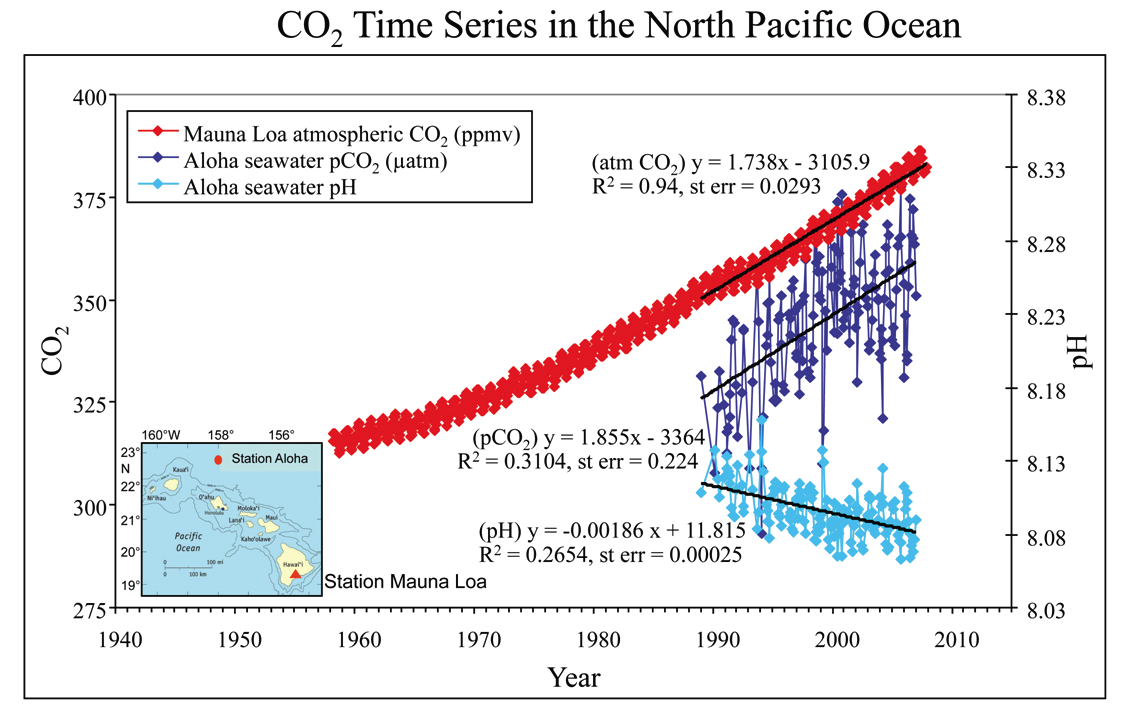 CO₂ Time Series in the North Pacific Ocean
400
375
350
325
300
275
CO₂
8.38
8.33
8.28
8.23
8.18
8.13
8.08
8.03
pH
Mauna Loa atmospheric CO₂ (ppmv)
Aloha seawater pCO₂ (µatm)
Aloha seawater pH
(atm CO₂) y = 1.738x - 3105.9
R² = 0.94, st err = 0.0293
(pCO₂) y = 1.855x - 3364
R² = 0.3104, st err = 0.224
(pH) y = -0.00186 x + 11.815
R² = 0.2654, st err = 0.00025
160°W 158° 156°
23°
N
22°
21°
20°
19°
Station Aloha
Kaua'i
Ni'ihau
O'ahu
Honolulu
Moloka'i
Lana'i
Maui
Kaho'olawe
Pacific
Ocean
Hawai'i
0 100 mi
0 100 km
Station Mauna Loa
1940 1950 1960 1970 1980 1990 2000 2010
Year